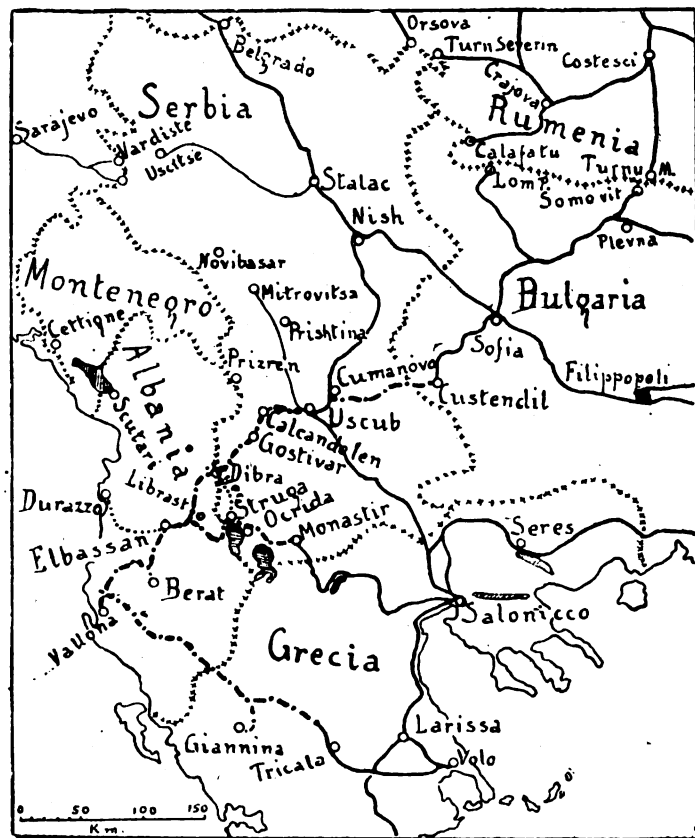 Orsova
Turn Severin
Belgrado
Costesci
Crajova
Serbia
Rumenia
Sarajevo
Vardiste
Uscitse
Calafatu
Turnu M.
Stalac
Lomp.
Somovit
Nish
Plevna
Novibasar
Montenegro
Mitrovitsa
Bulgaria
Prishtina
Cettigne
Sofia
Albania
Prizren
Cumanovo
Filippopoli
Custendil
Scutari
Uscub
Calcandelen
Gostivar
Dibra
Durazzo
Librast
Struga
Ocrida
Seres
Elbassan
Monastir
Berat
Salonicco
Vallona
Grecia
Larissa
Giannina
Tricala
Volo
0 50 100 150
Km.